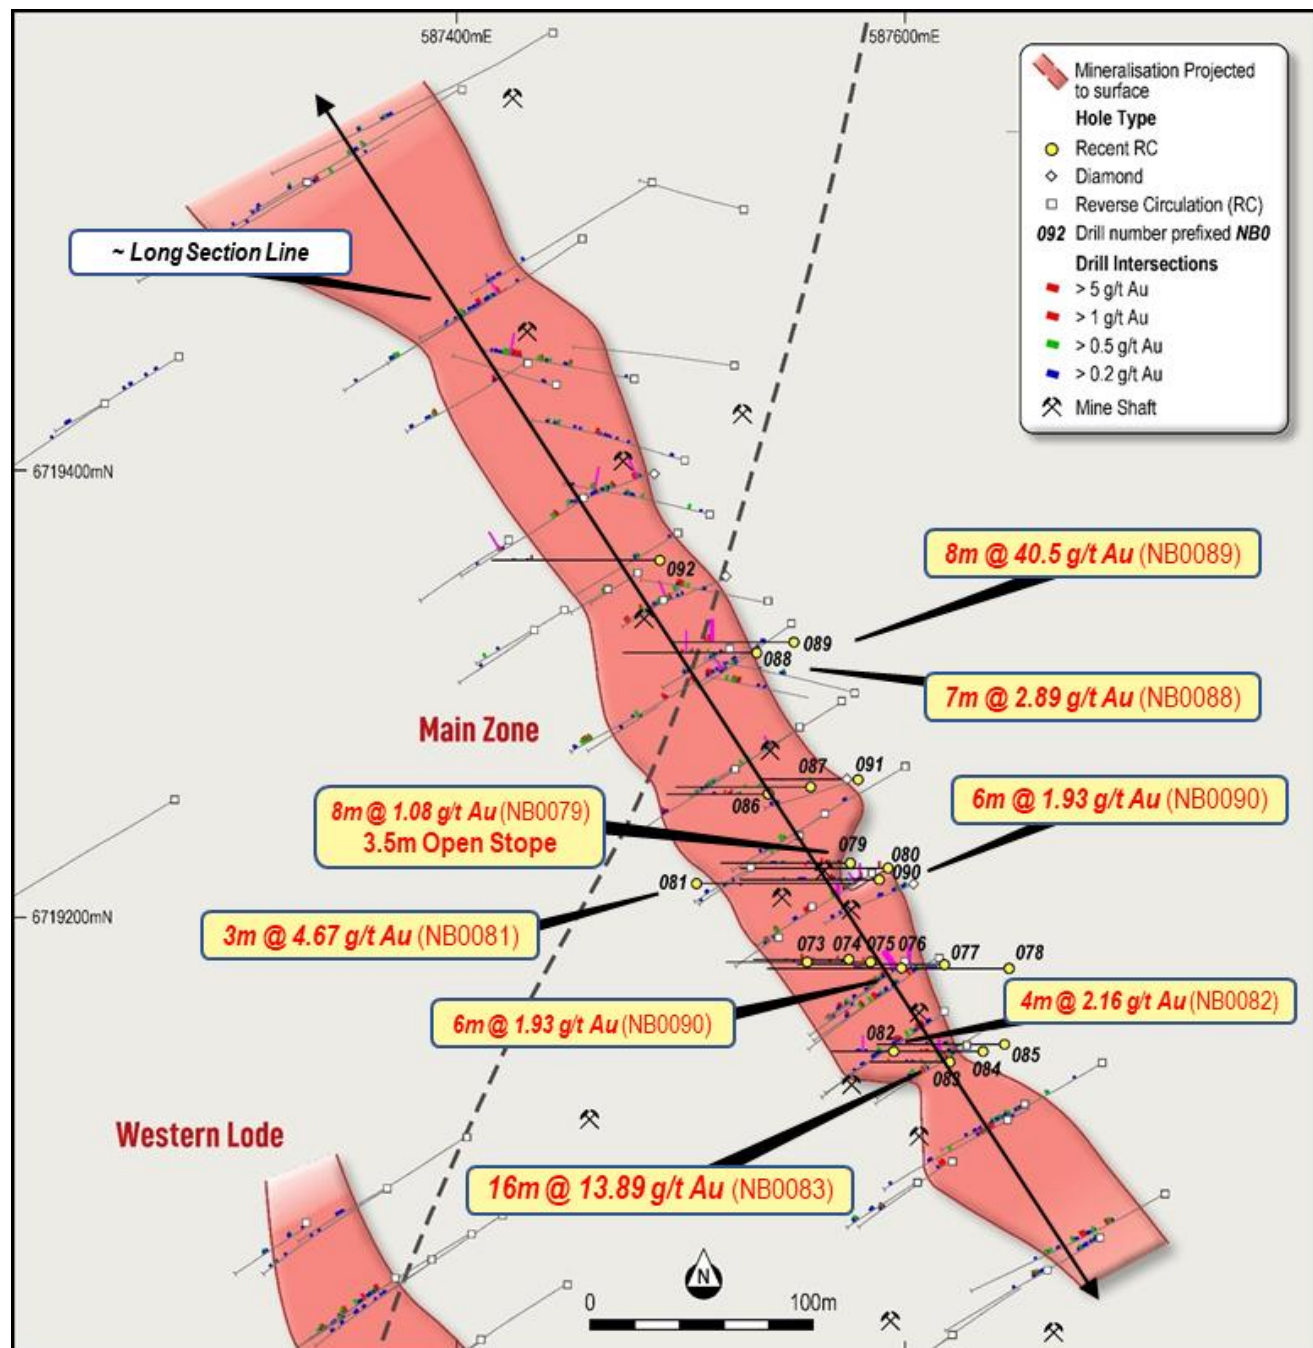 587400mE
587600mE
Mineralisation Projected
to surface
Hole Type
Recent RC
Diamond
Reverse Circulation (RC)
092 Drill number prefixed NB0
Drill Intersections
> 5 g/t Au
> 1 g/t Au
> 0.5 g/t Au
> 0.2 g/t Au
Mine Shaft
~ Long Section Line
6719400mN
092
8m @ 40.5 g/t Au (NB0089)
089
088
7m @ 2.89 g/t Au (NB0088)
Main Zone
087
091
086
8m @ 1.08 g/t Au (NB0079)
3.5m Open Stope
6m @ 1.93 g/t Au (NB0090)
079
080
081
090
6719200mN
3m @ 4.67 g/t Au (NB0081)
073
074
075
076
077
078
6m @ 1.93 g/t Au (NB0090)
4m @ 2.16 g/t Au (NB0082)
082
085
084
083
Western Lode
16m @ 13.89 g/t Au (NB0083)
N
0
100m